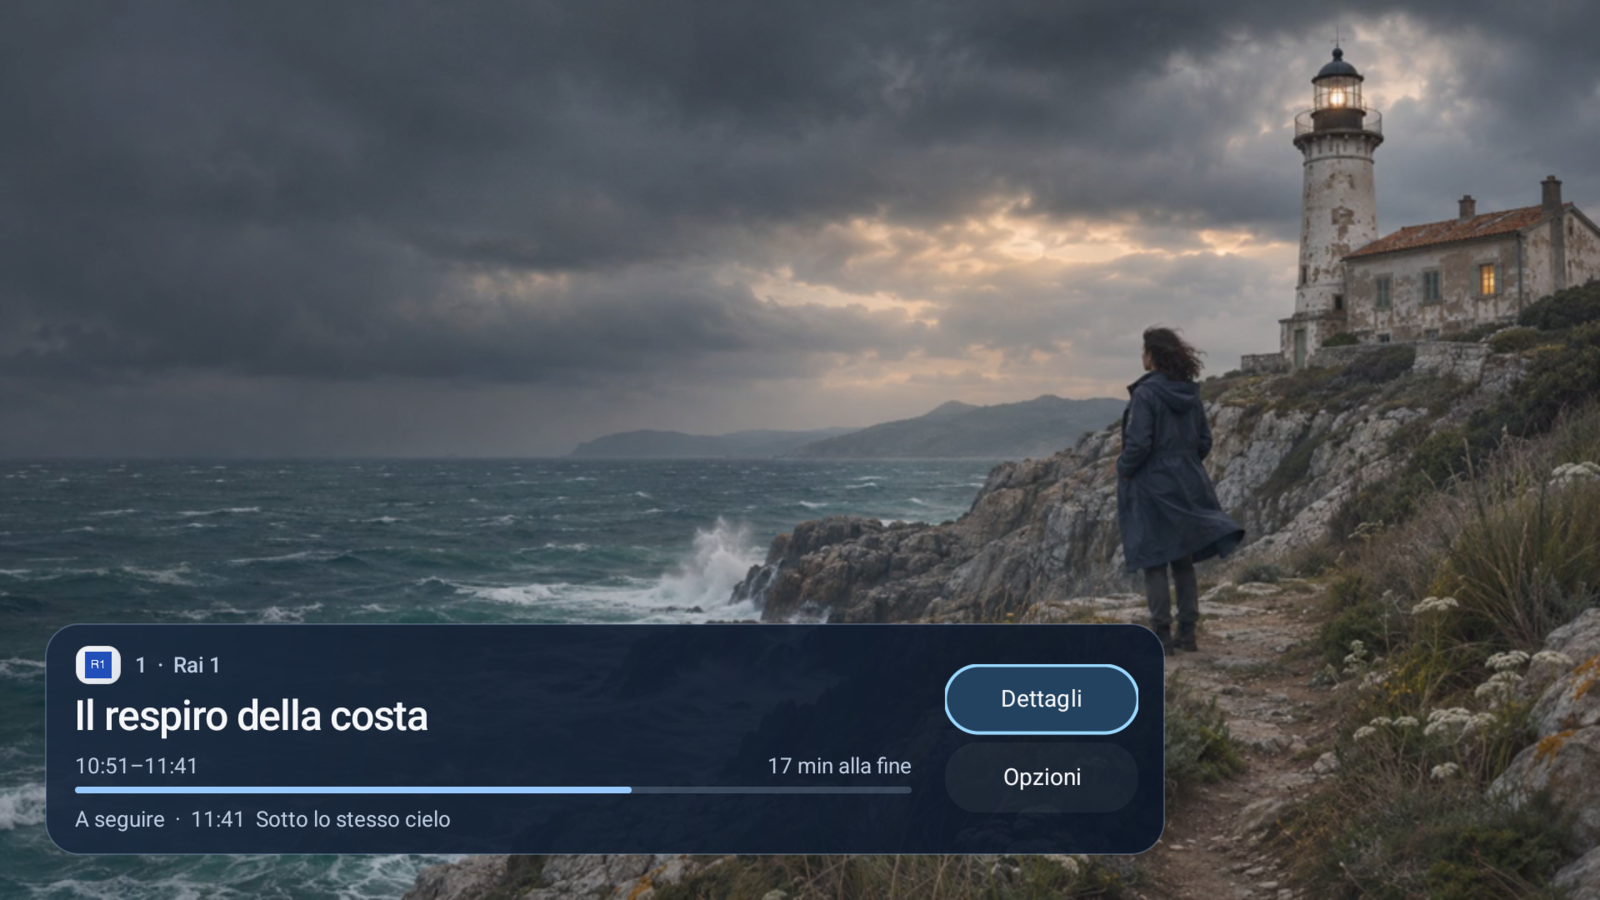 R1
1 · Rai 1
Il respiro della costa
10:51–11:41
17 min alla fine
A seguire · 11:41 Sotto lo stesso cielo
Dettagli
Opzioni